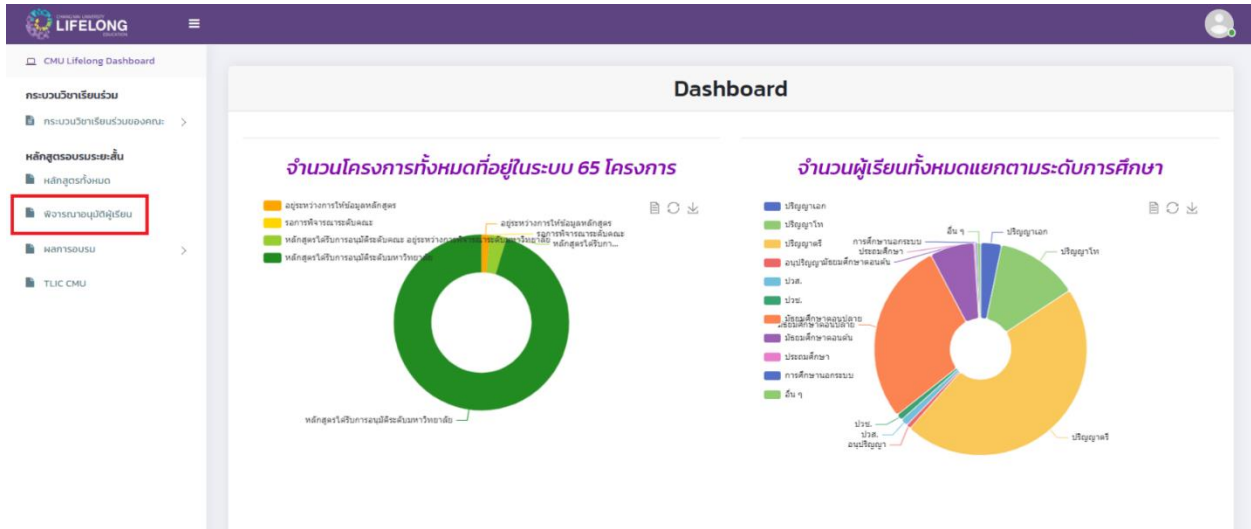 CHIANG MAI UNIVERSITY
LIFELONG
EDUCATION
CMU Lifelong Dashboard
กระบวนวิชาเรียนร่วม
กระบวนวิชาเรียนร่วมของคณะ
หลักสูตรอบรมระยะสั้น
หลักสูตรทั้งหมด
พิจารณาอนุมัติผู้เรียน
ผลการอบรม
TLIC CMU
Dashboard
จำนวนโครงการทั้งหมดที่อยู่ในระบบ 65 โครงการ
อยู่ระหว่างการให้ข้อมูลหลักสูตร
รอการพิจารณาระดับคณะ
หลักสูตรได้รับการอนุมัติระดับคณะ อยู่ระหว่างการพิจารณาระดับมหาวิทยาลัย
หลักสูตรได้รับการอนุมัติระดับมหาวิทยาลัย
อยู่ระหว่างการให้ข้อมูลหลักสูตร
รอการพิจารณาระดับคณะ
หลักสูตรได้รับกา...
หลักสูตรได้รับการอนุมัติระดับมหาวิทยาลัย
จำนวนผู้เรียนทั้งหมดแยกตามระดับการศึกษา
ปริญญาเอก
ปริญญาโท
ปริญญาตรี
อนุปริญญา
ปวส.
ปวช.
มัธยมศึกษาตอนปลาย
มัธยมศึกษาตอนต้น
ประถมศึกษา
การศึกษานอกระบบ
อื่น ๆ
อื่น ๆ
ปริญญาเอก
การศึกษานอกระบบ
ประถมศึกษา
ปริญญาโท
มัธยมศึกษาตอนต้น
มัธยมศึกษาตอนปลาย
ปวช.
ปวส.
อนุปริญญา
ปริญญาตรี